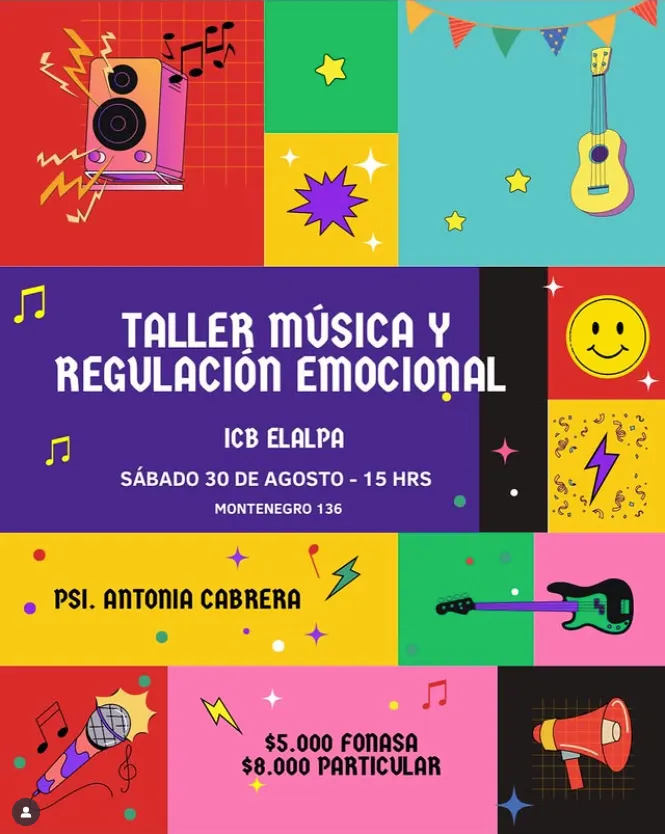 TALLER MÚSICA Y
REGULACIÓN EMOCIONAL
ICB ELALPA
SÁBADO 30 DE AGOSTO - 15 HRS
MONTENEGRO 136
PSI. ANTONIA CABRERA
$5.000 FONASA
$8.000 PARTICULAR